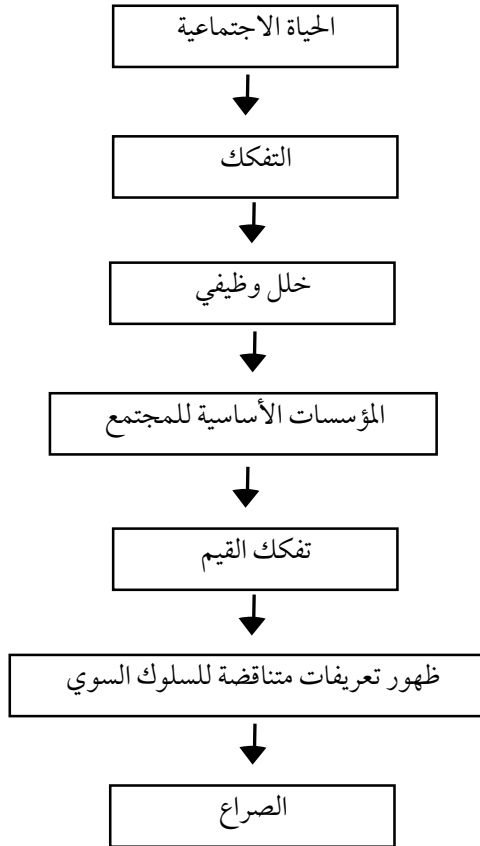 الحياة الاجتماعية
التفكك
خلل وظيفي
المؤسسات الأساسية للمجتمع
تفكك القيم
ظهور تعريفات متناقضة للسلوك السوي
الصراع